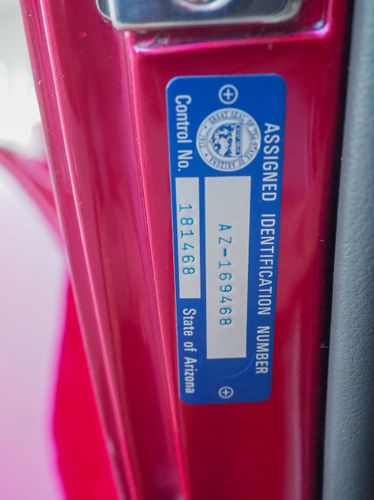 ASSIGNED IDENTIFICATION NUMBER
AZ-169468
Control No. 181468 State of Arizona